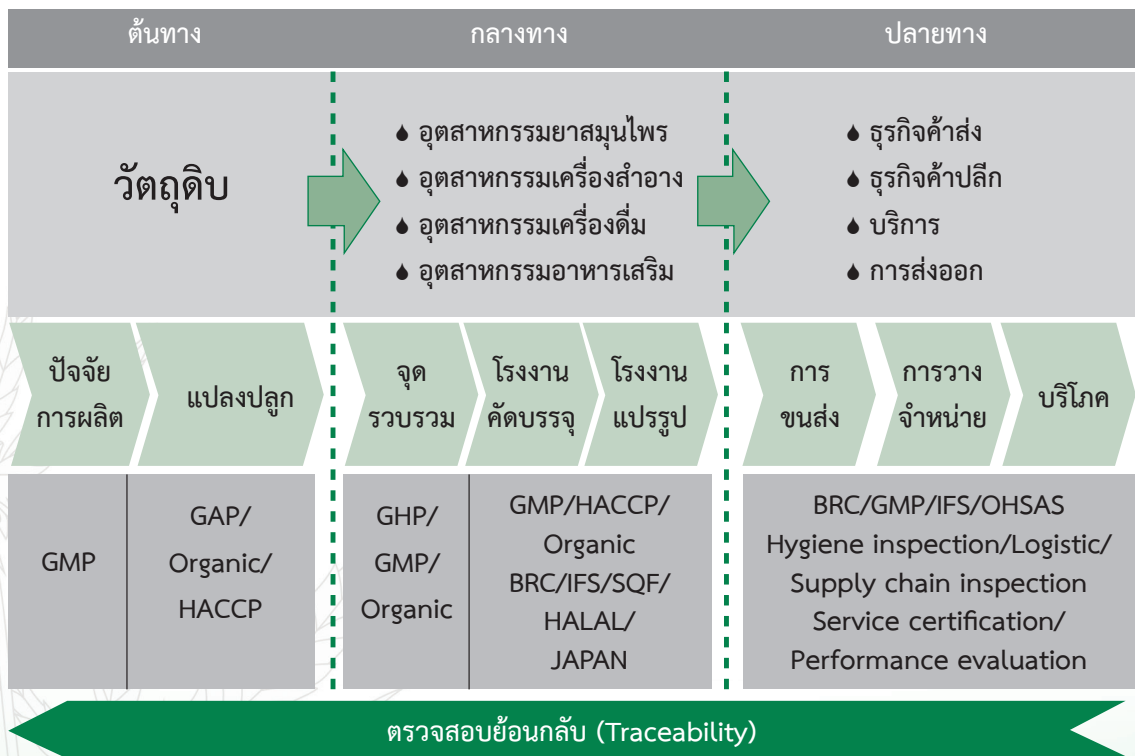 ต้นทาง
กลางทาง
ปลายทาง
วัตถุดิบ
อุตสาหกรรมยาสมุนไพร
อุตสาหกรรมเครื่องสำอาง
อุตสาหกรรมเครื่องดื่ม
อุตสาหกรรมอาหารเสริม
ธุรกิจค้าส่ง
ธุรกิจค้าปลีก
บริการ
การส่งออก
ปัจจัย
การผลิต
แปลงปลูก
จุด
รวบรวม
โรงงาน
คัดบรรจุ
โรงงาน
แปรรูป
การ
ขนส่ง
การวาง
จำหน่าย
บริโภค
GMP
GAP/
Organic/
HACCP
GHP/
GMP/
Organic
GMP/HACCP/
Organic
BRC/IFS/SQF/
HALAL/
JAPAN
BRC/GMP/IFS/OHSAS
Hygiene inspection/Logistic/
Supply chain inspection
Service certification/
Performance evaluation
ตรวจสอบย้อนกลับ (Traceability)